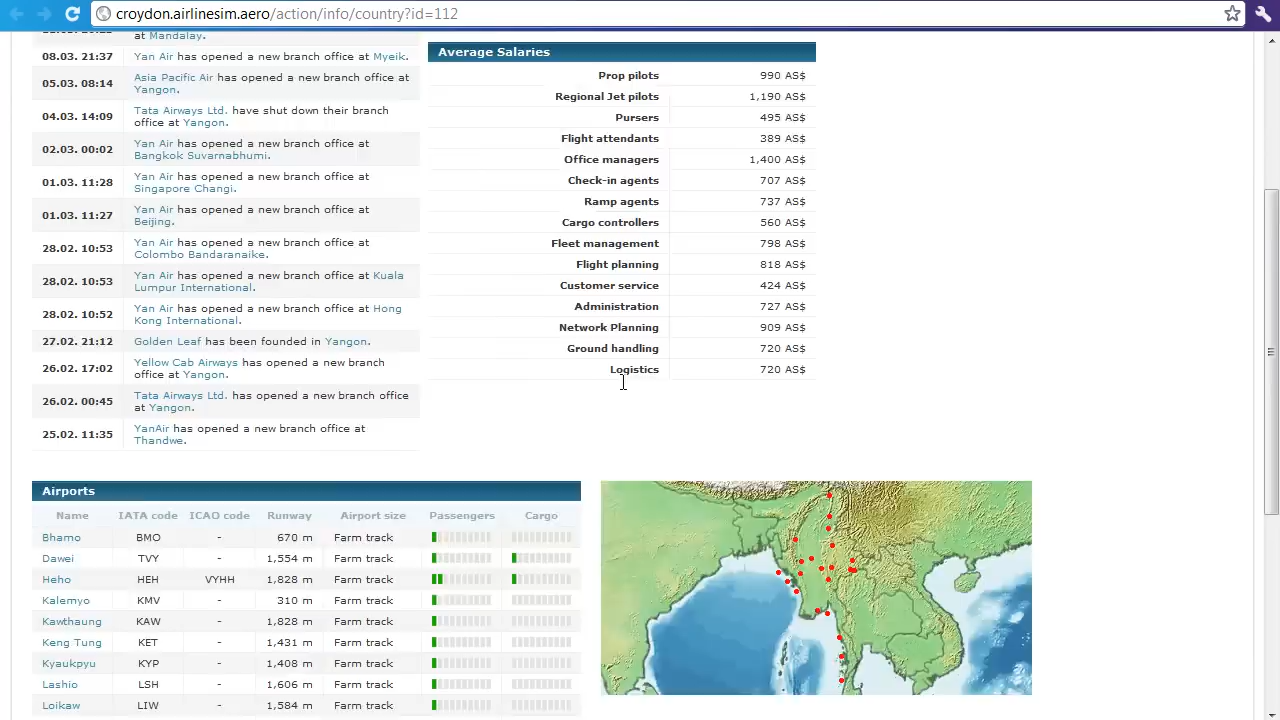 croydon.airlinesim.aero/action/info/country?id=112
at Mandalay.
08.03. 21:37 Yan Air has opened a new branch office at Myeik.
05.03. 08:14 Asia Pacific Air has opened a new branch office at
Yangon.
04.03. 14:09 Tata Airways Ltd. have shut down their branch
office at Yangon.
02.03. 00:02 Yan Air has opened a new branch office at
Bangkok Suvarnabhumi.
01.03. 11:28 Yan Air has opened a new branch office at
Singapore Changi.
01.03. 11:27 Yan Air has opened a new branch office at
Beijing.
28.02. 10:53 Yan Air has opened a new branch office at
Colombo Bandaranaike.
28.02. 10:53 Yan Air has opened a new branch office at Kuala
Lumpur International.
28.02. 10:52 Yan Air has opened a new branch office at Hong
Kong International.
27.02. 21:12 Golden Leaf has been founded in Yangon.
26.02. 17:02 Yellow Cab Airways has opened a new branch
office at Yangon.
26.02. 00:45 Tata Airways Ltd. has opened a new branch office
at Yangon.
25.02. 11:35 YanAir has opened a new branch office at
Thandwe.
Average Salaries
Prop pilots 990 AS$
Regional Jet pilots 1,190 AS$
Pursers 495 AS$
Flight attendants 389 AS$
Office managers 1,400 AS$
Check-in agents 707 AS$
Ramp agents 737 AS$
Cargo controllers 560 AS$
Fleet management 798 AS$
Flight planning 818 AS$
Customer service 424 AS$
Administration 727 AS$
Network Planning 909 AS$
Ground handling 720 AS$
Logistics 720 AS$
Airports
Name IATA code ICAO code Runway Airport size Passengers Cargo
Bhamo BMO - 670 m Farm track
Dawei TVY - 1,554 m Farm track
Heho HEH VYHH 1,828 m Farm track
Kalemyo KMV - 310 m Farm track
Kawthaung KAW - 1,828 m Farm track
Keng Tung KET - 1,431 m Farm track
Kyaukpyu KYP - 1,408 m Farm track
Lashio LSH - 1,606 m Farm track
Loikaw LIW - 1,584 m Farm track